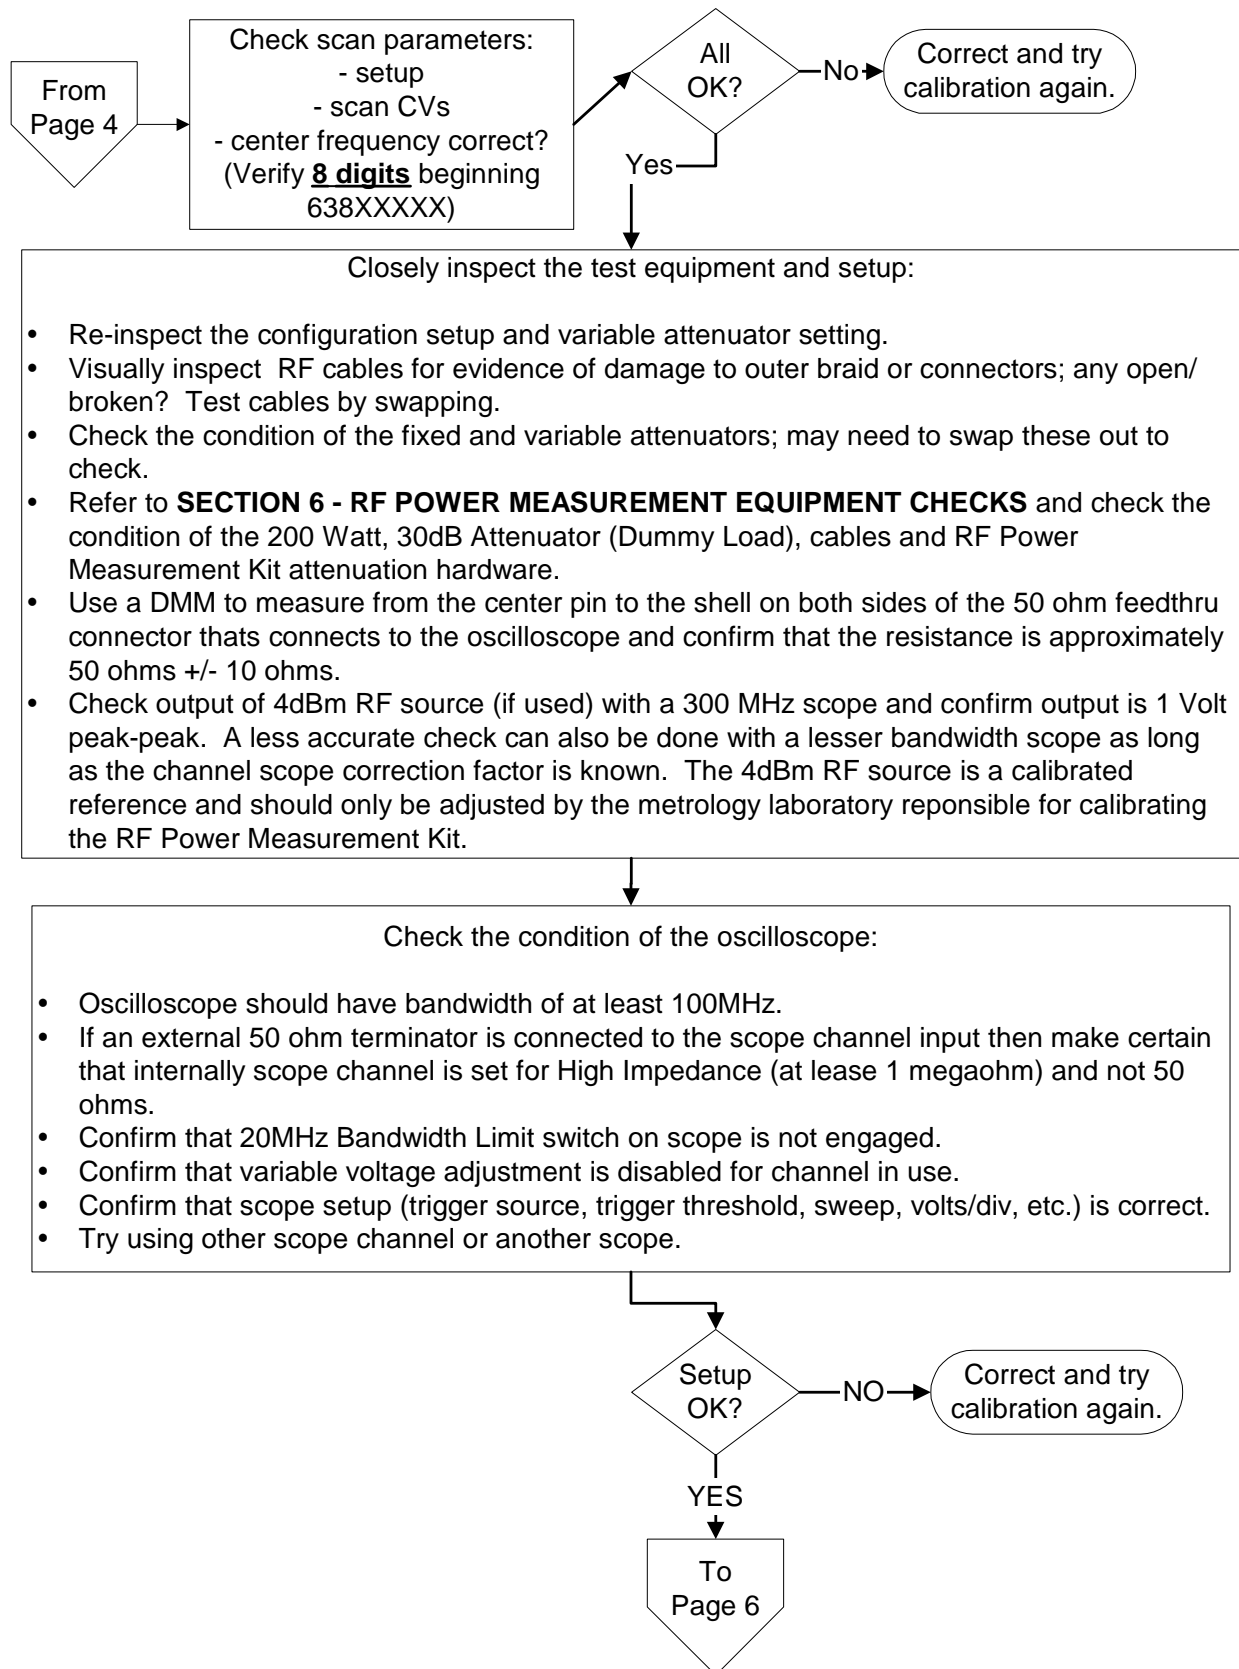 From
Page 4
Check scan parameters:
- setup
- scan CVs
- center frequency correct?
(Verify 8 digits beginning
638XXXXX)
All
OK?
No
Correct and try
calibration again.
Yes
Closely inspect the test equipment and setup:
• Re-inspect the configuration setup and variable attenuator setting.
• Visually inspect RF cables for evidence of damage to outer braid or connectors; any open/
broken? Test cables by swapping.
• Check the condition of the fixed and variable attenuators; may need to swap these out to
check.
• Refer to SECTION 6 - RF POWER MEASUREMENT EQUIPMENT CHECKS and check the
condition of the 200 Watt, 30dB Attenuator (Dummy Load), cables and RF Power
Measurement Kit attenuation hardware.
• Use a DMM to measure from the center pin to the shell on both sides of the 50 ohm feedthru
connector thats connects to the oscilloscope and confirm that the resistance is approximately
50 ohms +/- 10 ohms.
• Check output of 4dBm RF source (if used) with a 300 MHz scope and confirm output is 1 Volt
peak-peak. A less accurate check can also be done with a lesser bandwidth scope as long
as the channel scope correction factor is known. The 4dBm RF source is a calibrated
reference and should only be adjusted by the metrology laboratory reponsible for calibrating
the RF Power Measurement Kit.
Check the condition of the oscilloscope:
• Oscilloscope should have bandwidth of at least 100MHz.
• If an external 50 ohm terminator is connected to the scope channel input then make certain
that internally scope channel is set for High Impedance (at lease 1 megaohm) and not 50
ohms.
• Confirm that 20MHz Bandwidth Limit switch on scope is not engaged.
• Confirm that variable voltage adjustment is disabled for channel in use.
• Confirm that scope setup (trigger source, trigger threshold, sweep, volts/div, etc.) is correct.
• Try using other scope channel or another scope.
Setup
OK?
NO
Correct and try
calibration again.
YES
To
Page 6